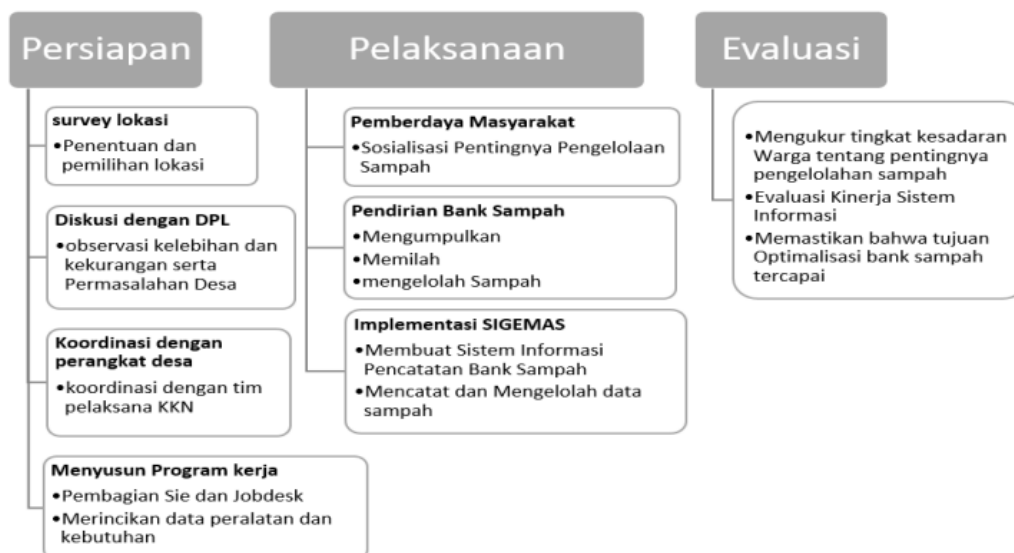 Persiapan
survey lokasi
•Penentuan dan
pemilihan lokasi
Diskusi dengan DPL
•observasi kelebihan dan
kekurangan serta
Permasalahan Desa
Koordinasi dengan
perangkat desa
•koordinasi dengan tim
pelaksana KKN
Menyusun Program kerja
•Pembagian Sie dan Jobdesk
•Merincikan data peralatan dan
kebutuhan
Pelaksanaan
Pemberdaya Masyarakat
•Sosialisasi Pentingnya Pengelolaan
Sampah
Pendirian Bank Sampah
•Mengumpulkan
•Memilah
•mengelolah Sampah
Implementasi SIGEMAS
•Membuat Sistem Informasi
Pencatatan Bank Sampah
•Mencatat dan Mengelolah data
sampah
Evaluasi
•Mengukur tingkat kesadaran
Warga tentang pentingnya
pengelolahan sampah
•Evaluasi Kinerja Sistem
Informasi
•Memastikan bahwa tujuan
Optimalisasi bank sampah
tercapai